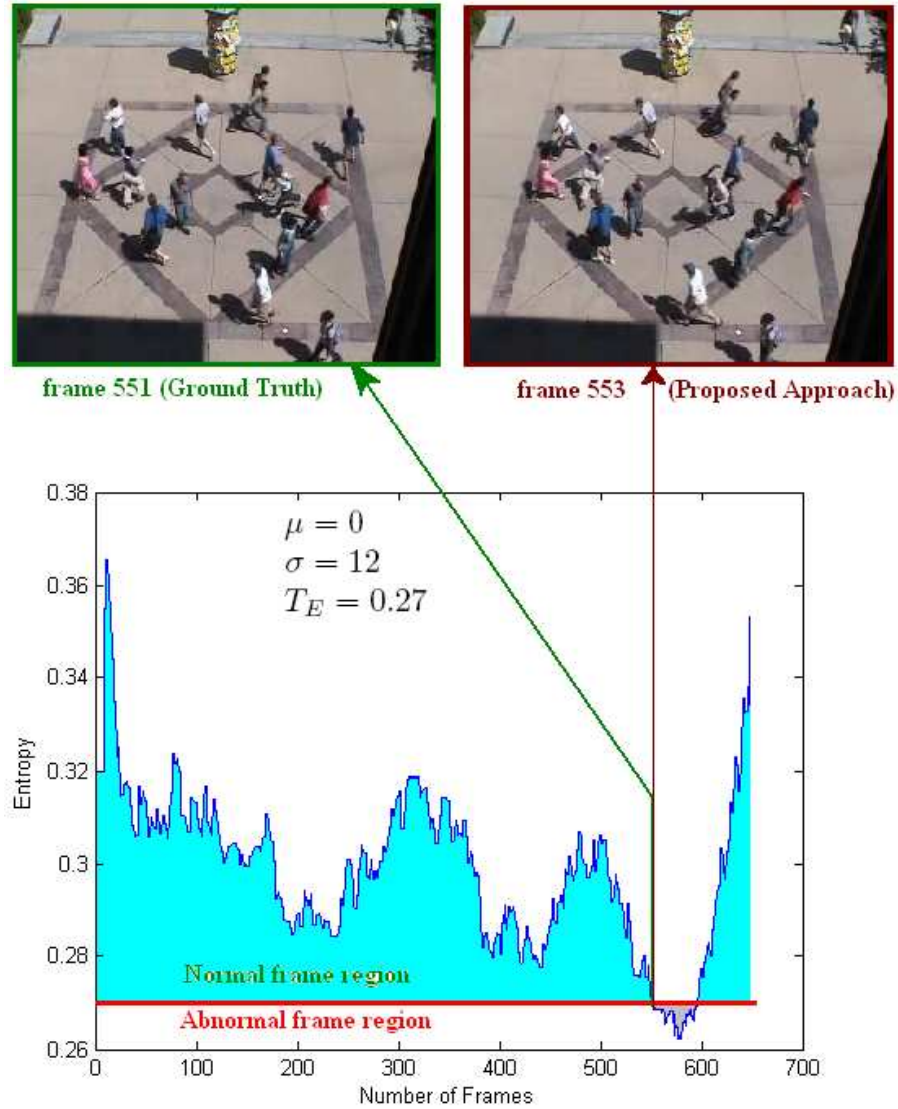 frame 551 (Ground Truth)
frame 553 (Proposed Approach)
μ = 0
σ = 12
T_E = 0.27
0.38
0.36
0.34
0.32
0.3
0.28
0.26
Entropy
Normal frame region
Abnormal frame region
0 100 200 300 400 500 600 700
Number of Frames